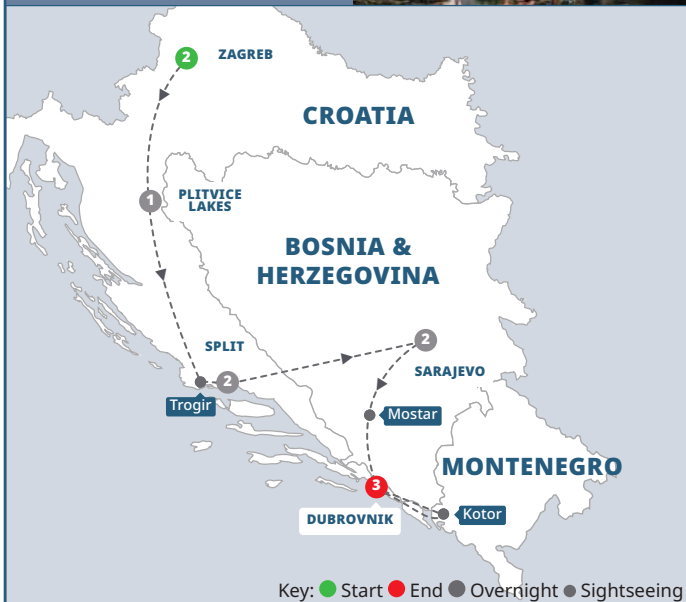 2
ZAGREB
CROATIA
1
PLITVICE
LAKES
BOSNIA &
HERZEGOVINA
SPLIT
2
2
SARAJEVO
Trogir
Mostar
MONTENEGRO
3
DUBROVNIK
Kotor
Key: Start End Overnight Sightseeing